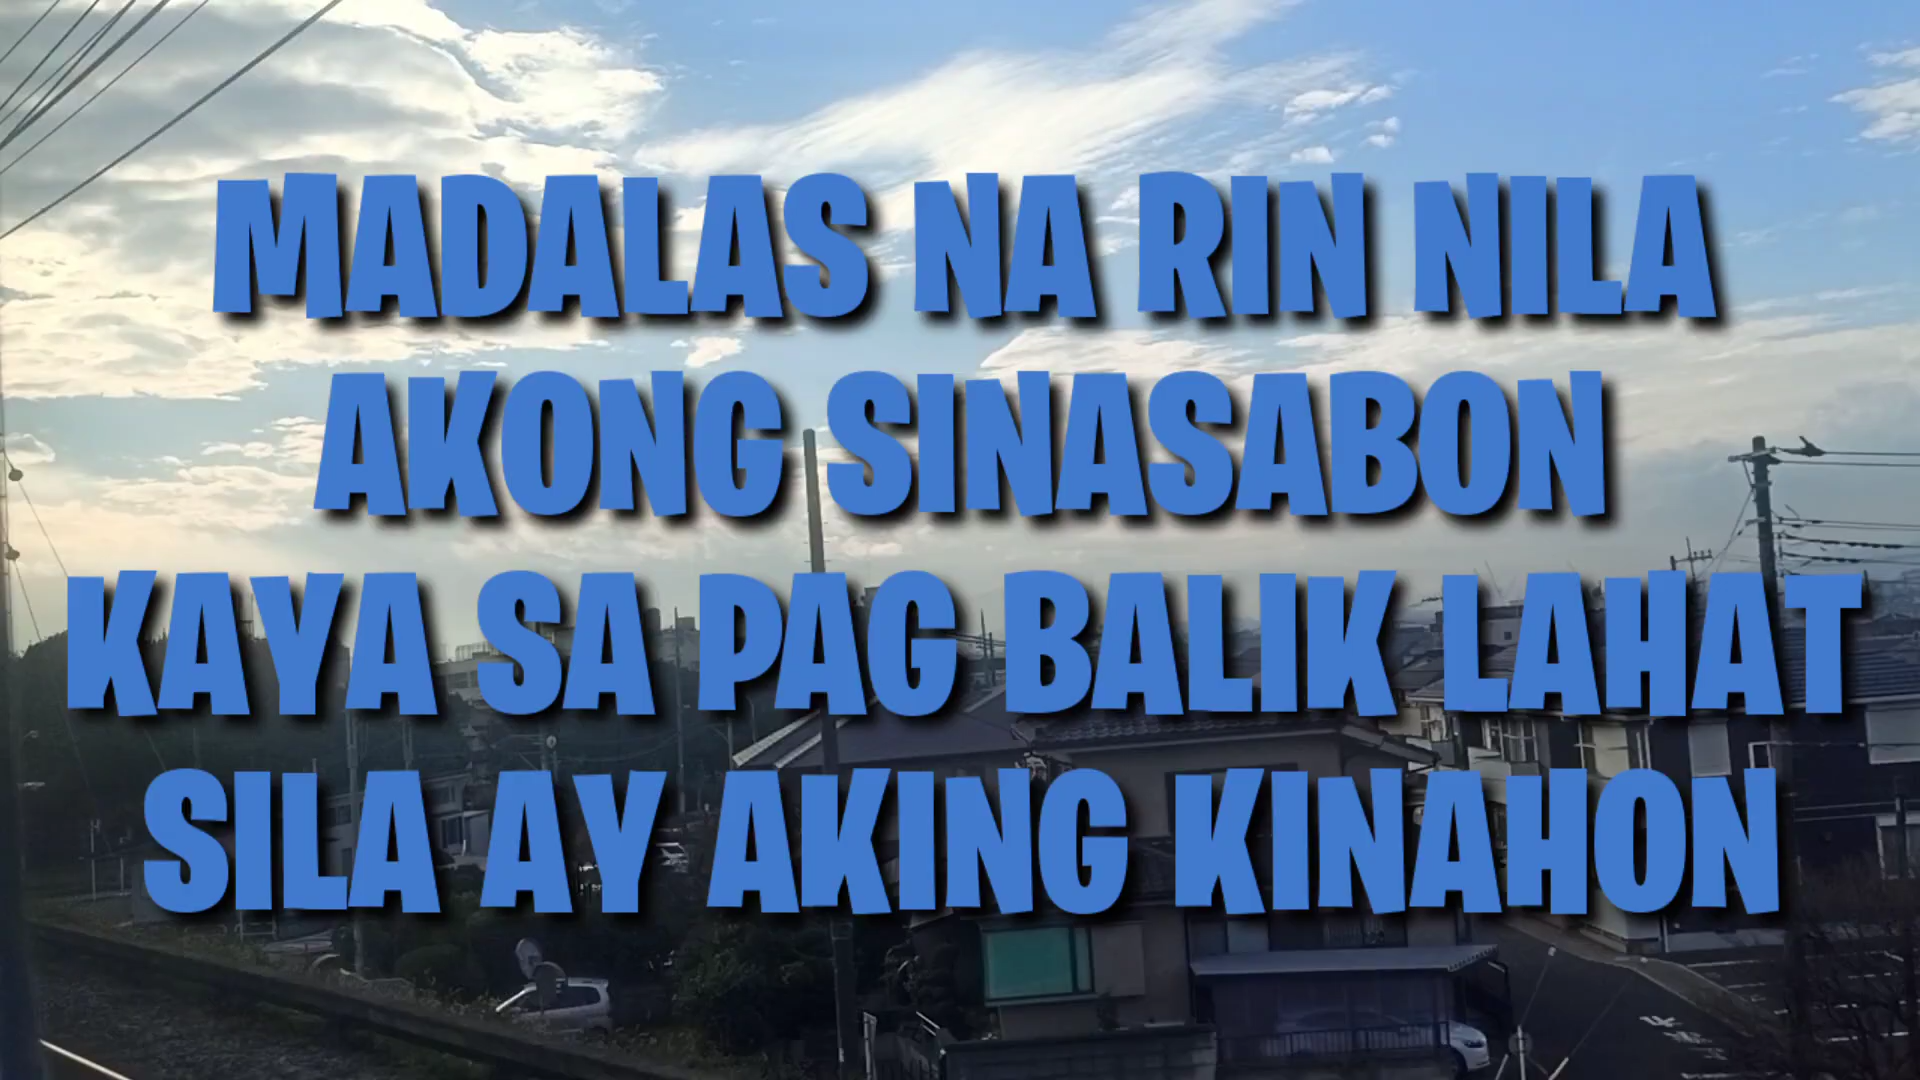 MADALAS NA RIN NILA
AKONG SINASABON
KAYA SA PAG BALIK LAHAT
SILA AY AKING KINAHON